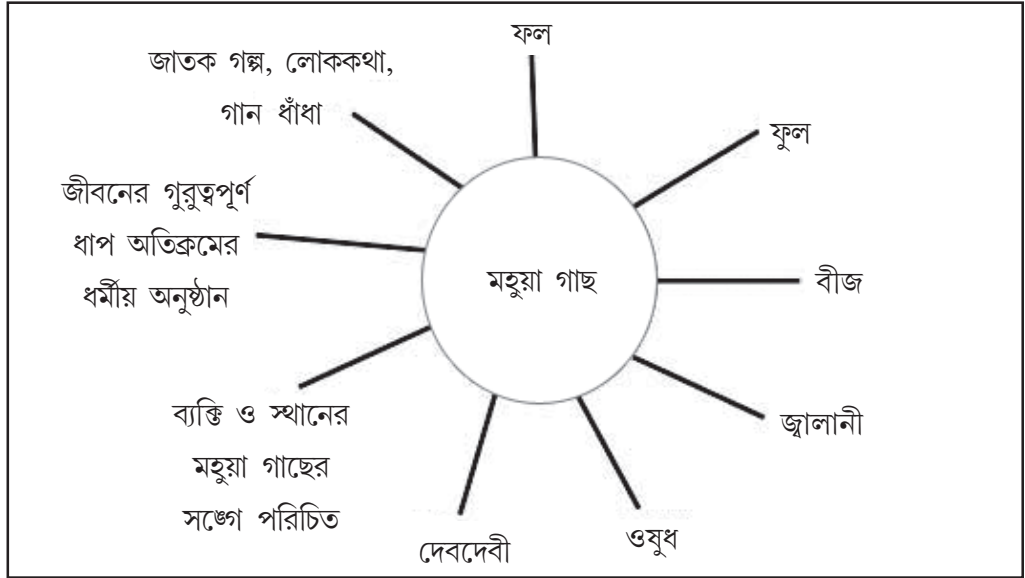 ফল
জাতক গল্প, লোককথা,
গান ধাঁধা
ফুল
জীবনের গুরুত্বপূর্ণ
ধাপ অতিক্রমের
ধর্মীয় অনুষ্ঠান
মহুয়া গাছ
বীজ
ব্যক্তি ও স্থানের
মহুয়া গাছের
সঙ্গে পরিচিত
জ্বালানী
দেবদেবী
ওষুধ